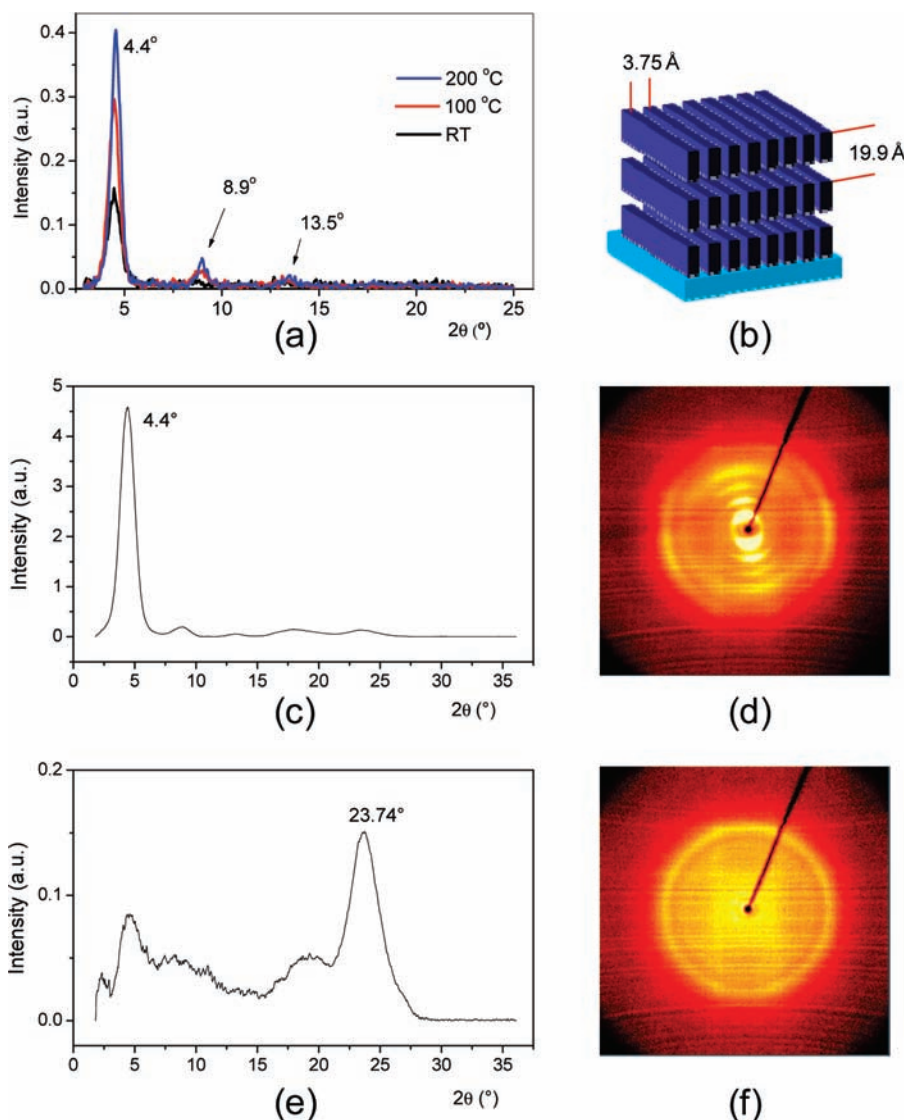 0.4
0.3
0.2
0.1
0.0
Intensity (a.u.)
4.4°
8.9°
13.5°
200 °C
100 °C
RT
5 10 15 20 25
2θ (°)
(a)
3.75 Å
19.9 Å
(b)
5
4
3
2
1
0
Intensity (a.u.)
4.4°
0 5 10 15 20 25 30 35
2θ (°)
(c)
(d)
0.2
0.1
0.0
Intensity (a.u.)
23.74°
0 5 10 15 20 25 30 35
2θ (°)
(e)
(f)